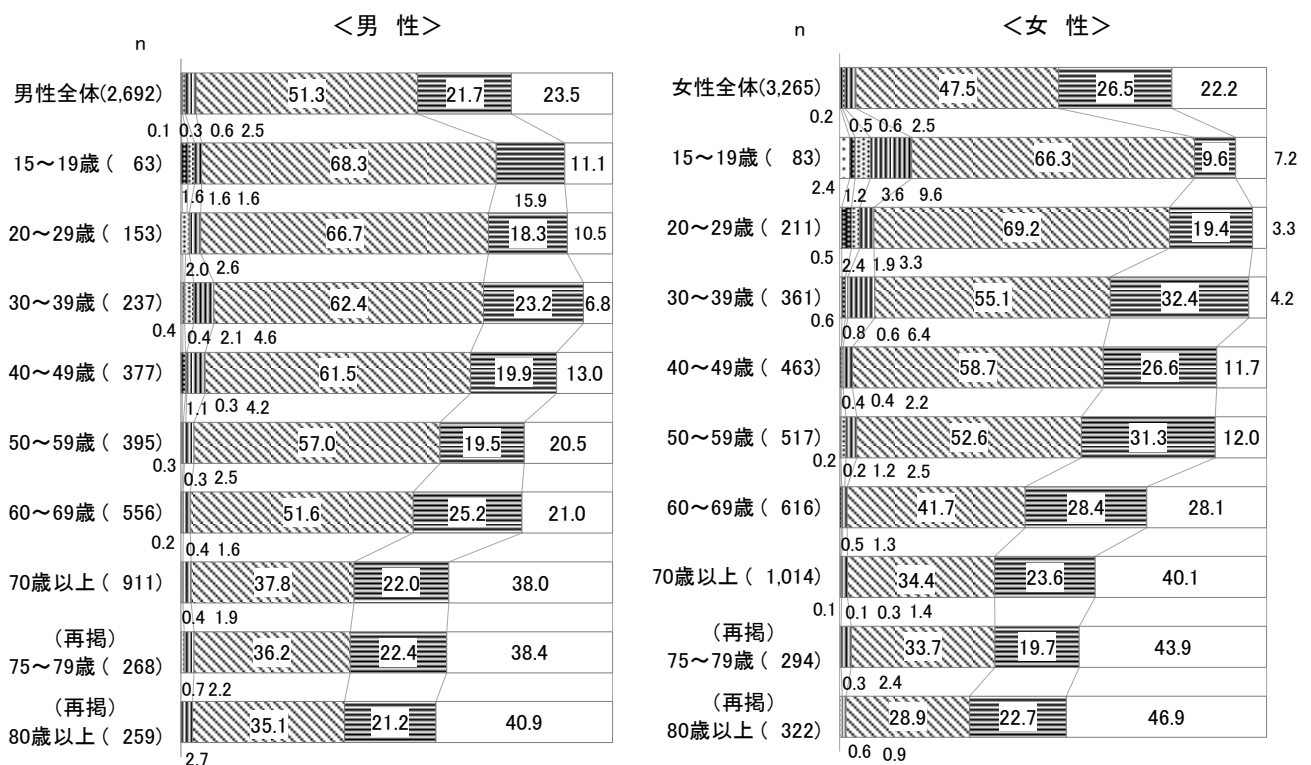 ＜男 性＞
n
男性全体(2,692) 51.3 21.7 23.5
0.1 0.3 0.6 2.5
15～19歳( 63) 68.3 11.1
1.6 1.6 1.6 15.9
20～29歳( 153) 66.7 18.3 10.5
2.0 2.6
30～39歳( 237) 62.4 23.2 6.8
0.4 0.4 2.1 4.6
40～49歳( 377) 61.5 19.9 13.0
1.1 0.3 4.2
50～59歳( 395) 57.0 19.5 20.5
0.3 0.3 2.5
60～69歳( 556) 51.6 25.2 21.0
0.2 0.4 1.6
70歳以上( 911) 37.8 22.0 38.0
0.4 1.9
(再掲)
75～79歳( 268) 36.2 22.4 38.4
0.7 2.2
(再掲)
80歳以上( 259) 35.1 21.2 40.9
2.7
＜女 性＞
n
女性全体(3,265) 47.5 26.5 22.2
0.2 0.5 0.6 2.5
15～19歳( 83) 66.3 9.6 7.2
2.4 1.2 3.6 9.6
20～29歳( 211) 69.2 19.4 3.3
0.5 2.4 1.9 3.3
30～39歳( 361) 55.1 32.4 4.2
0.6 0.8 0.6 6.4
40～49歳( 463) 58.7 26.6 11.7
0.4 0.4 2.2
50～59歳( 517) 52.6 31.3 12.0
0.2 0.2 1.2 2.5
60～69歳( 616) 41.7 28.4 28.1
0.5 1.3
70歳以上( 1,014) 34.4 23.6 40.1
0.1 0.1 0.3 1.4
(再掲)
75～79歳( 294) 33.7 19.7 43.9
0.3 2.4
(再掲)
80歳以上( 322) 28.9 22.7 46.9
0.6 0.9